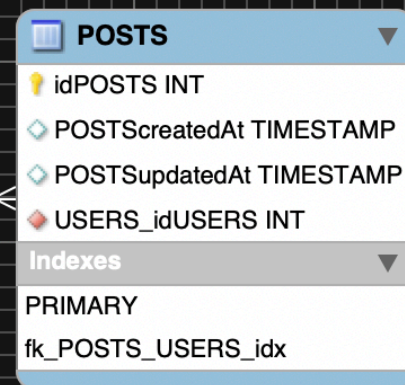 POSTS
idPOSTS INT
POSTScreatedAt TIMESTAMP
POSTSupdatedAt TIMESTAMP
USERS_idUSERS INT
Indexes
PRIMARY
fk_POSTS_USERS_idx